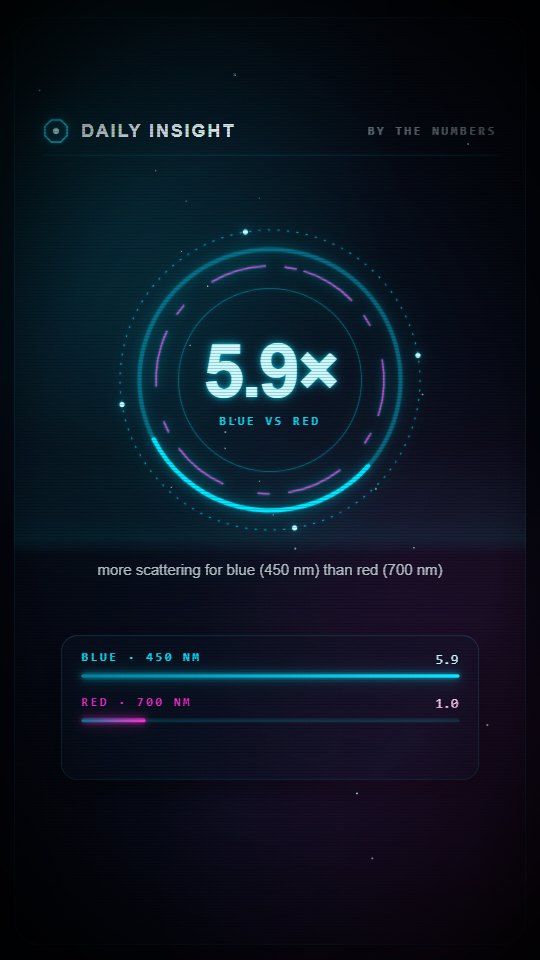 DAILY INSIGHT
BY THE NUMBERS
5.9×
BLUE VS RED
more scattering for blue (450 nm) than red (700 nm)
BLUE · 450 NM 5.9
RED · 700 NM 1.0